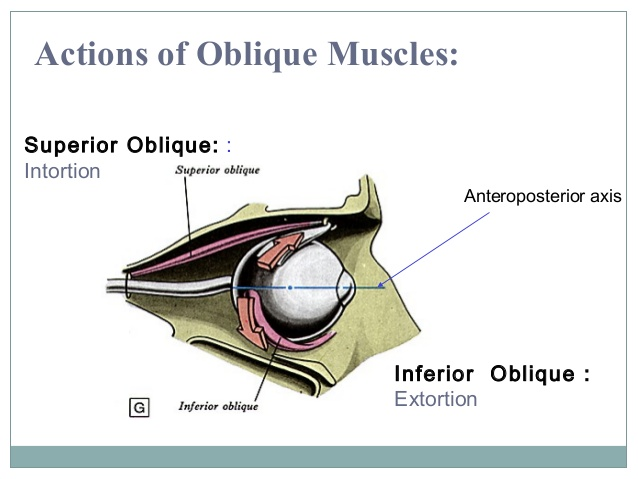 Actions of Oblique Muscles:
Superior Oblique: :
Intortion
Superior oblique
Anteroposterior axis
Inferior Oblique :
Extortion
Inferior oblique
G